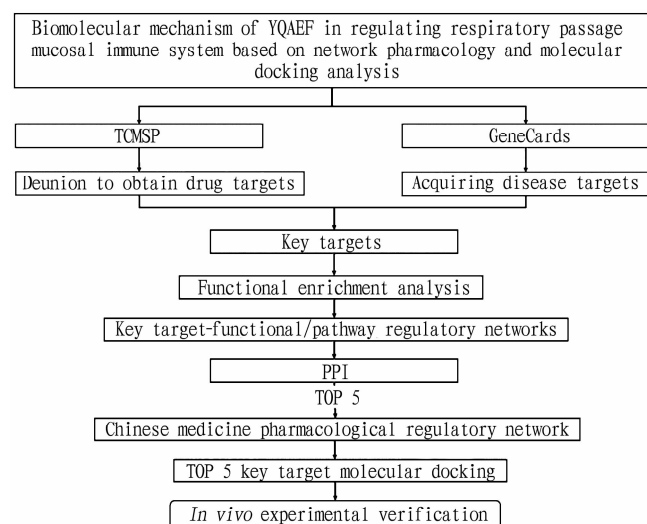 Biomolecular mechanism of YQAEF in regulating respiratory passage
mucosal immune system based on network pharmacology and molecular
docking analysis
TCMSP
GeneCards
Deunion to obtain drug targets
Acquiring disease targets
Key targets
Functional enrichment analysis
Key target-functional/pathway regulatory networks
PPI
TOP 5
Chinese medicine pharmacological regulatory network
TOP 5 key target molecular docking
In vivo experimental verification